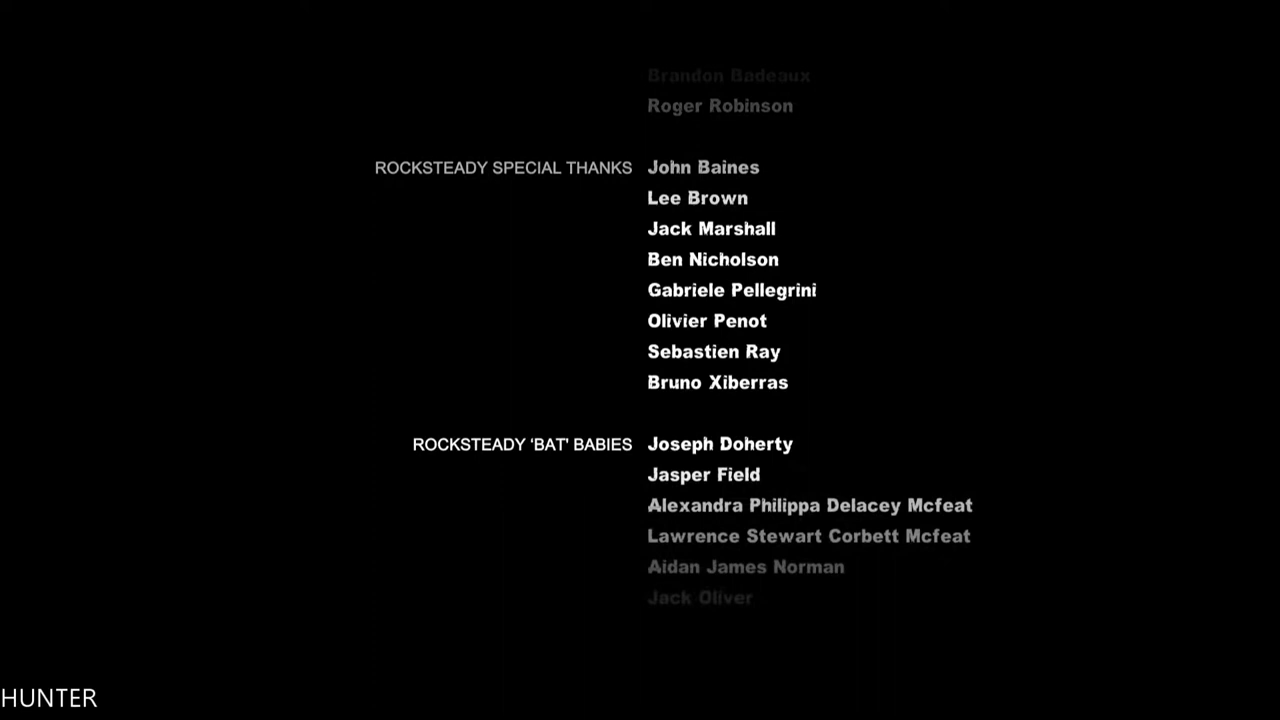 Brandon Badeaux
Roger Robinson
ROCKSTEADY SPECIAL THANKS John Baines
Lee Brown
Jack Marshall
Ben Nicholson
Gabriele Pellegrini
Olivier Penot
Sebastien Ray
Bruno Xiberras
ROCKSTEADY ‘BAT’ BABIES Joseph Doherty
Jasper Field
Alexandra Philippa Delacey Mcfeat
Lawrence Stewart Corbett Mcfeat
Aidan James Norman
Jack Oliver
HUNTER